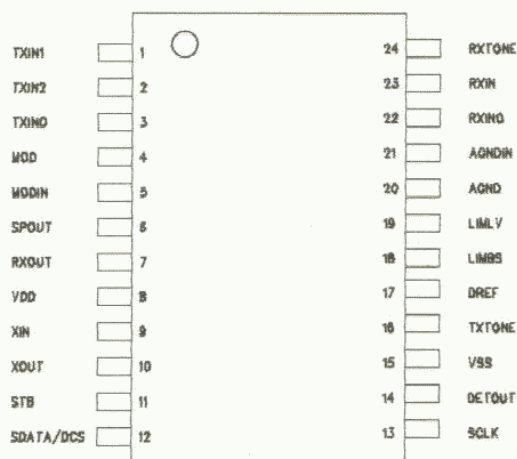 TXIN1 1 24 RXTONE
TXIN2 2 23 RXIN
TXINO 3 22 RXINO
MOD 4 21 AGNDIN
MODIN 5 20 AGND
SPOUT 6 19 LIMLV
RXOUT 7 18 LIMBS
VDD 8 17 DREF
XIN 9 16 TXTONE
XOUT 10 15 VSS
STB 11 14 DETOUT
SDATA/DCS 12 13 SCLK